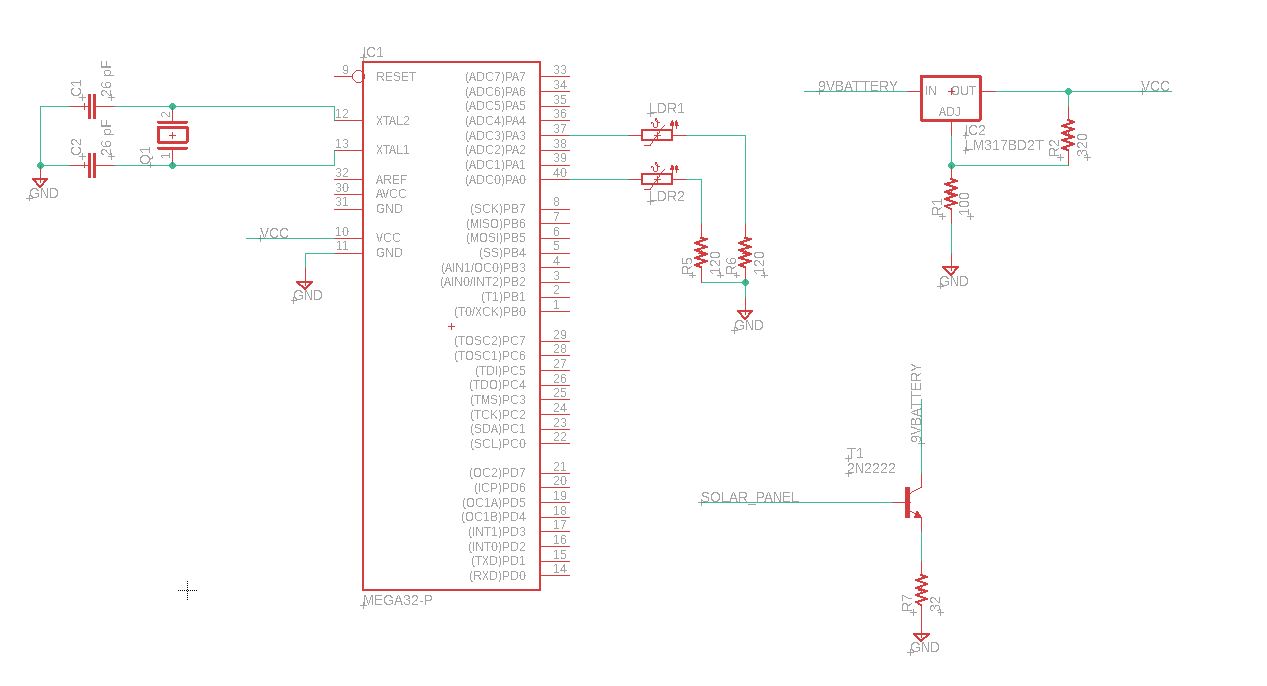 IC1
9
RESET
12
XTAL2
13
XTAL1
32
AREF
30
AVCC
31
GND
10
VCC
11
GND
(ADC7)PA7
33
(ADC6)PA6
34
(ADC5)PA5
35
(ADC4)PA4
36
(ADC3)PA3
37
(ADC2)PA2
38
(ADC1)PA1
39
(ADC0)PA0
40
(SCK)PB7
8
(MISO)PB6
7
(MOSI)PB5
6
(SS)PB4
5
(AIN1/OC0)PB3
4
(AIN0/INT2)PB2
3
(T1)PB1
2
(T0/XCK)PB0
1
(TOSC2)PC7
29
(TOSC1)PC6
28
(TDI)PC5
27
(TDO)PC4
26
(TMS)PC3
25
(TCK)PC2
24
(SDA)PC1
23
(SCL)PC0
22
(OC2)PD7
21
(ICP)PD6
20
(OC1A)PD5
19
(OC1B)PD4
18
(INT1)PD3
17
(INT0)PD2
16
(TXD)PD1
15
(RXD)PD0
14
MEGA32-P
C1
26 pF
C2
26 pF
Q1
2
1
GND
VCC
GND
LDR1
LDR2
R5
120
R6
120
GND
9VBATTERY
IN
OUT
ADJ
VCC
IC2
LM317BD2T
R2
320
R1
100
GND
9VBATTERY
T1
2N2222
SOLAR_PANEL
R7
32
GND